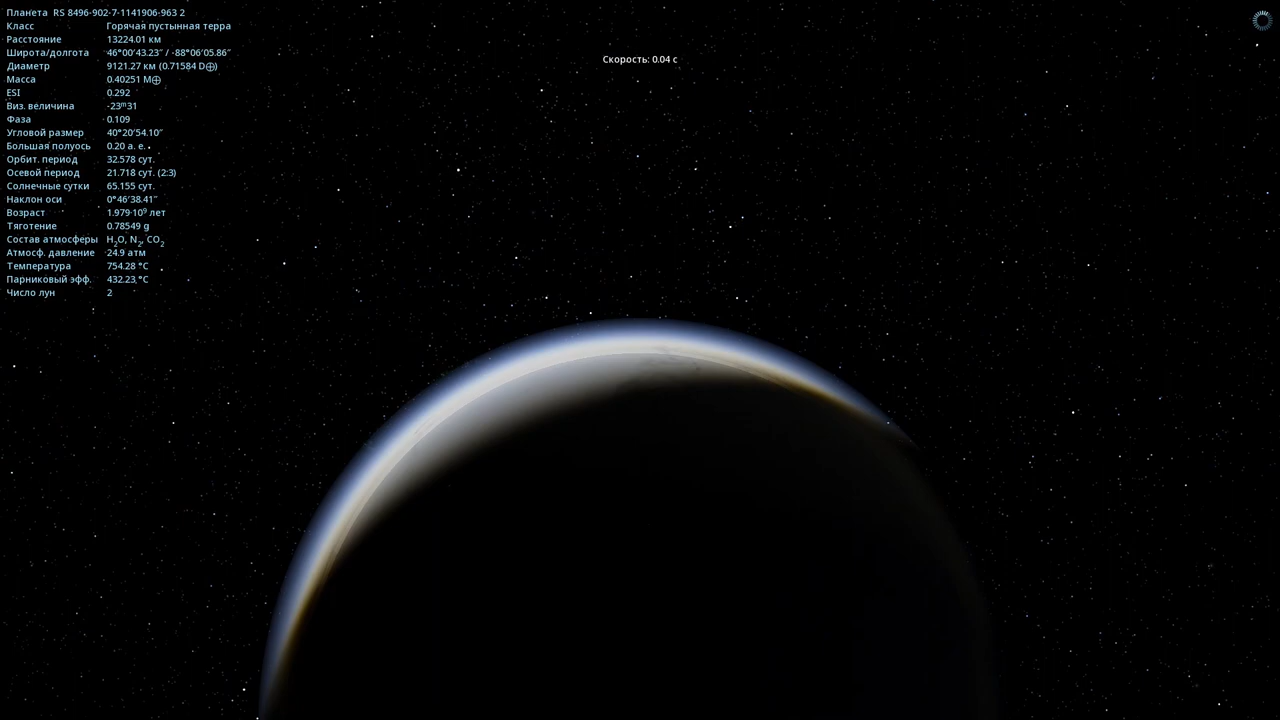 Планета RS 8496-902-7-1141906-963 2
Класс Горячая пустынная терра
Расстояние 13224.01 км
Скорость: 0.04 c
Широта/долгота 46°00′43.23″ / -88°06′05.86″
Диаметр 9121.27 км (0.71584 D⊕)
Масса 0.40251 M⊕
ESI 0.292
Виз. величина -23ᵐ31
Фаза 0.109
Угловой размер 40°20′54.10″
Большая полуось 0.20 а. е.
Орбит. период 32.578 сут.
Осевой период 21.718 сут. (2:3)
Солнечные сутки 65.155 сут.
Наклон оси 0°46′38.41″
Возраст 1.979·10⁹ лет
Тяготение 0.78549 g
Состав атмосферы H₂O, N₂, CO₂
Атмосф. давление 24.9 атм
Температура 754.28 °C
Парниковый эфф. 432.23 °C
Число лун 2